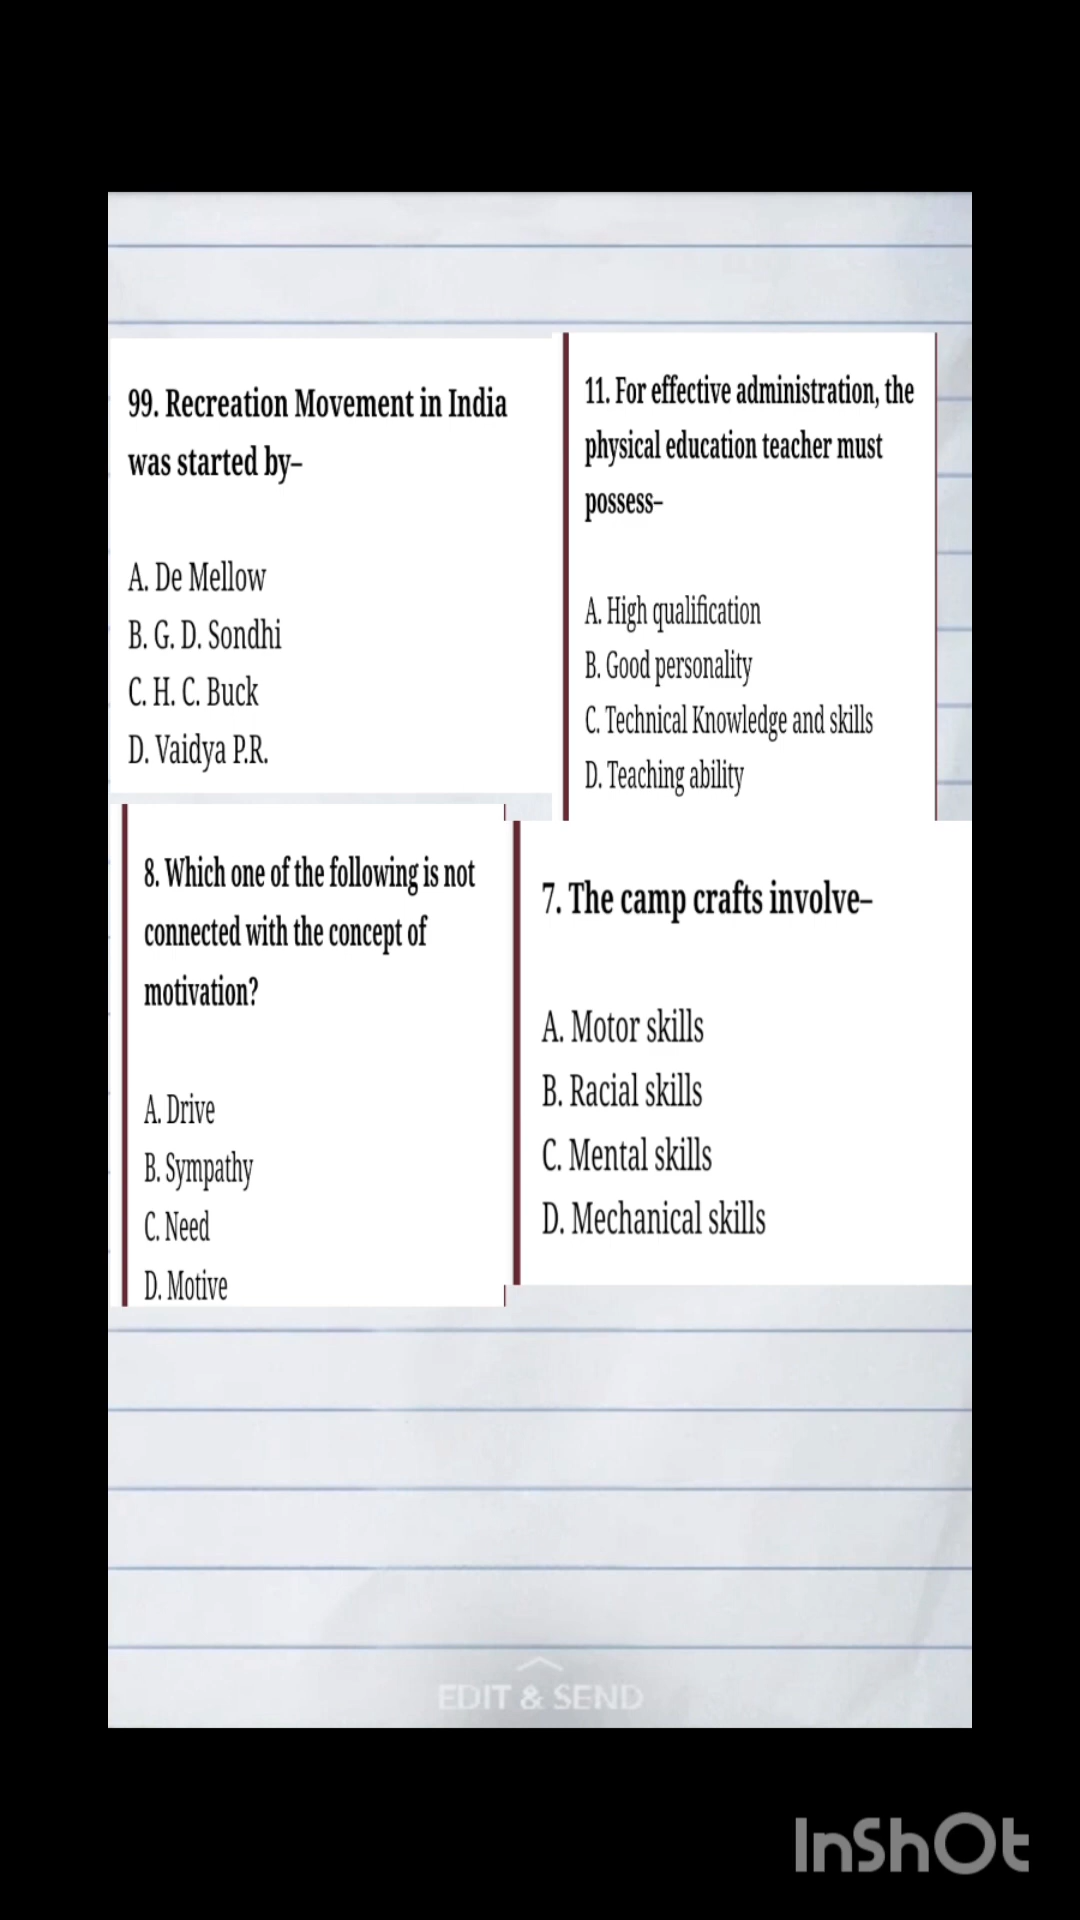 99. Recreation Movement in India
was started by–
A. De Mellow
B. G. D. Sondhi
C. H. C. Buck
D. Vaidya P.R.
11. For effective administration, the
physical education teacher must
possess–
A. High qualification
B. Good personality
C. Technical Knowledge and skills
D. Teaching ability
8. Which one of the following is not
connected with the concept of
motivation?
A. Drive
B. Sympathy
C. Need
D. Motive
7. The camp crafts involve–
A. Motor skills
B. Racial skills
C. Mental skills
D. Mechanical skills
EDIT & SEND
InShOt